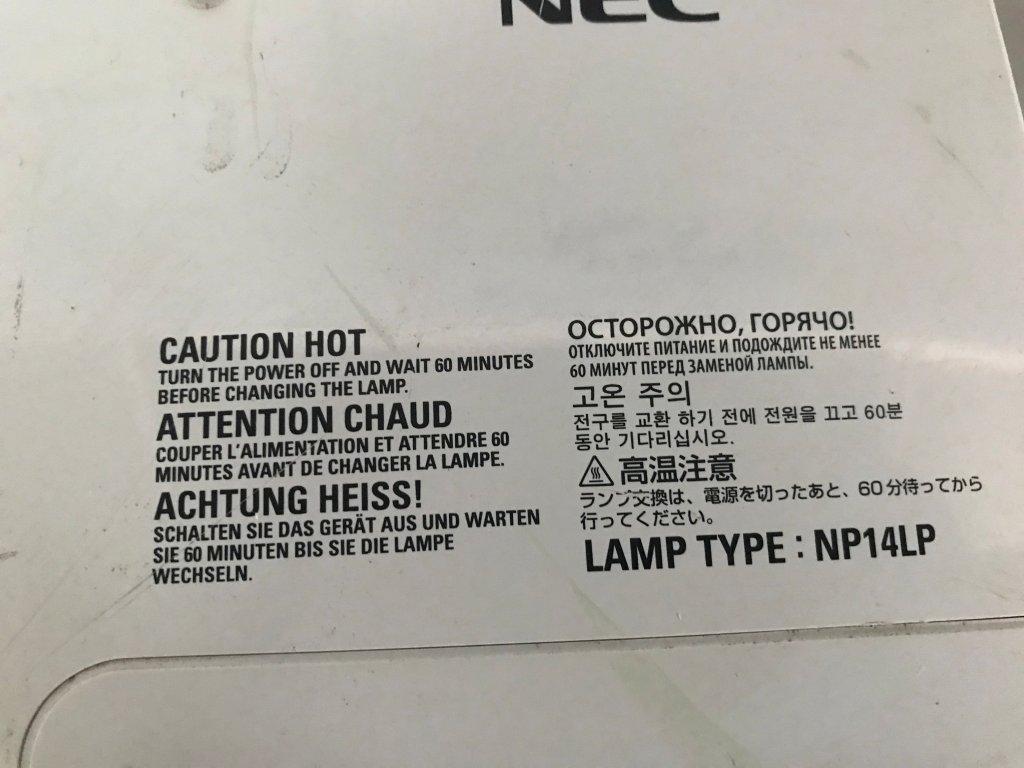 NEC
CAUTION HOT
TURN THE POWER OFF AND WAIT 60 MINUTES
BEFORE CHANGING THE LAMP.
ATTENTION CHAUD
COUPER L'ALIMENTATION ET ATTENDRE 60
MINUTES AVANT DE CHANGER LA LAMPE.
ACHTUNG HEISS!
SCHALTEN SIE DAS GERÄT AUS UND WARTEN
SIE 60 MINUTEN BIS SIE DIE LAMPE
WECHSELN.
ОСТОРОЖНО, ГОРЯЧО!
ОТКЛЮЧИТЕ ПИТАНИЕ И ПОДОЖДИТЕ НЕ МЕНЕЕ
60 МИНУТ ПЕРЕД ЗАМЕНОЙ ЛАМПЫ.
고온 주의
전구를 교환 하기 전에 전원을 끄고 60분
동안 기다리십시오.
高温注意
ランプ交換は、電源を切ったあと、60分待ってから
行ってください。
LAMP TYPE : NP14LP